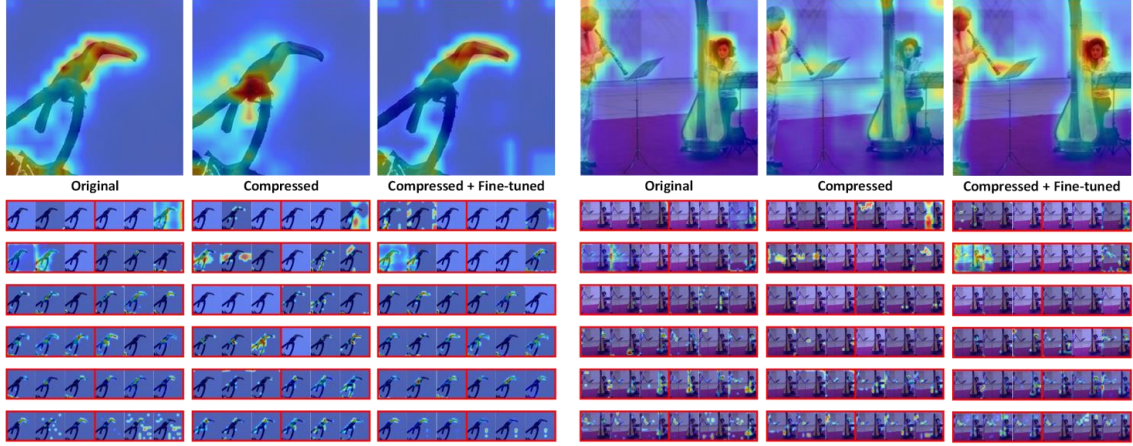 Original
Compressed
Compressed + Fine-tuned
Original
Compressed
Compressed + Fine-tuned